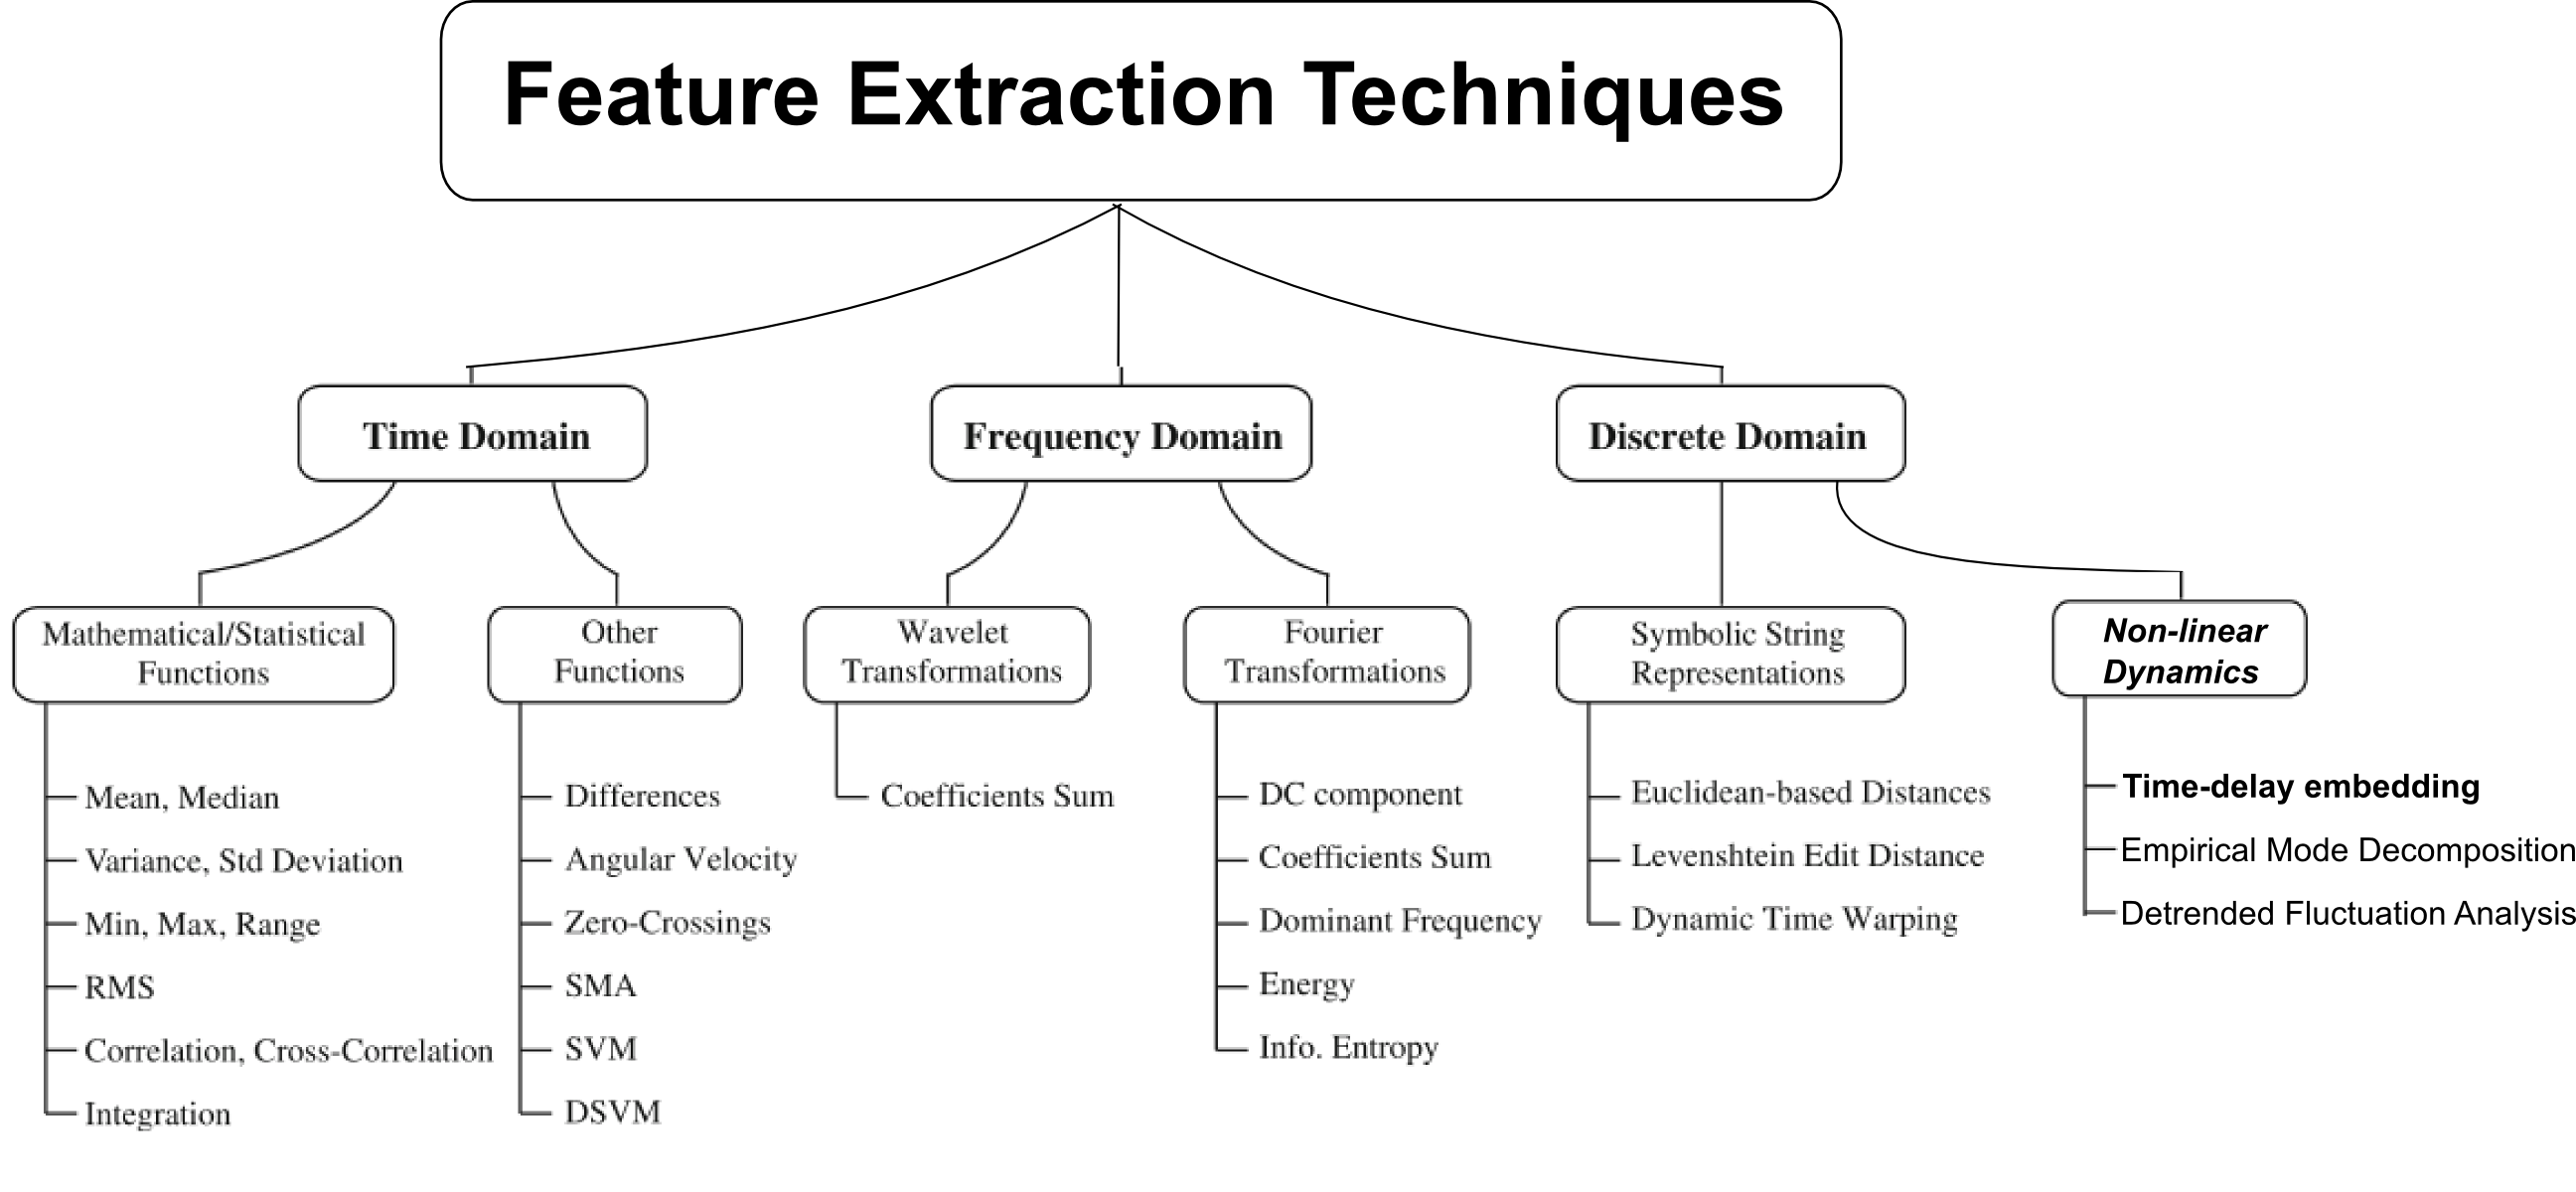 Feature Extraction Techniques
Time Domain
Frequency Domain
Discrete Domain
Mathematical/Statistical
Functions
Other
Functions
Wavelet
Transformations
Fourier
Transformations
Symbolic String
Representations
Non-linear
Dynamics
Mean, Median
Variance, Std Deviation
Min, Max, Range
RMS
Correlation, Cross-Correlation
Integration
Differences
Angular Velocity
Zero-Crossings
SMA
SVM
DSVM
Coefficients Sum
DC component
Coefficients Sum
Dominant Frequency
Energy
Info. Entropy
Euclidean-based Distances
Levenshtein Edit Distance
Dynamic Time Warping
Time-delay embedding
Empirical Mode Decomposition
Detrended Fluctuation Analysis